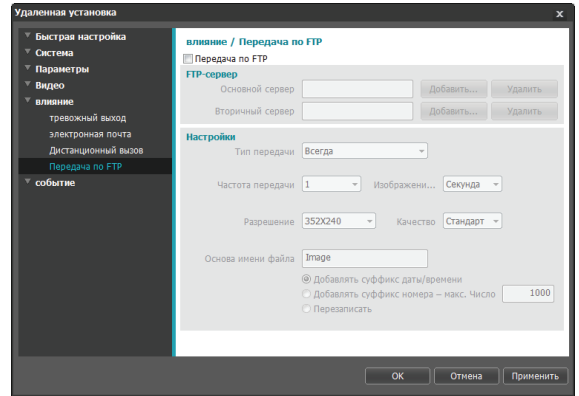 Удаленная установка x
Быстрая настройка
Система
Параметры
Видео
влияние
тревожный выход
электронная почта
Дистанционный вызов
Передача по FTP
событие
влияние / Передача по FTP
Передача по FTP
FTP-сервер
Основной сервер Добавить... Удалить
Вторичный сервер Добавить... Удалить
Настройки
Тип передачи Всегда
Частота передачи 1 Изображени... Секунда
Разрешение 352X240 Качество Стандарт
Основа имени файла Image
Добавлять суффикс даты/времени
Добавлять суффикс номера – макс. Число 1000
Перезаписать
OK Отмена Применить